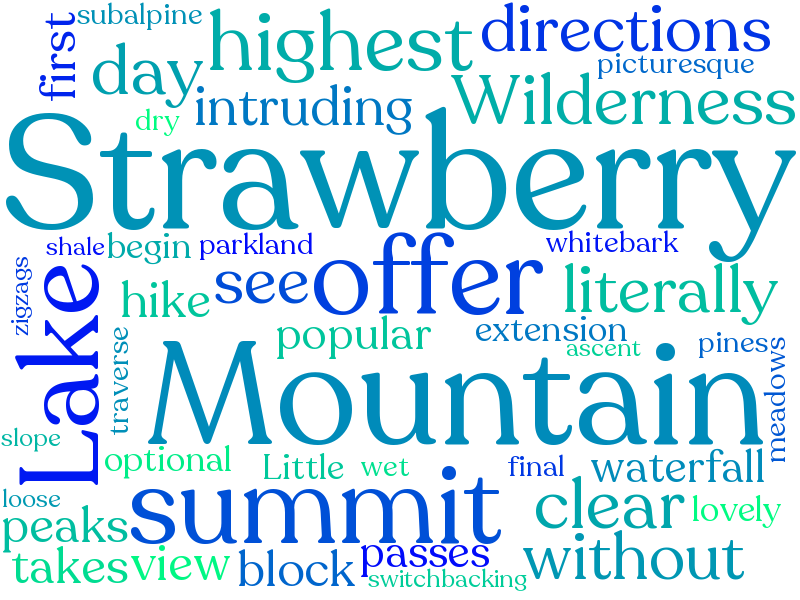 subalpine
first
day
highest
directions
picturesque
dry
intruding
Wilderness
Strawberry
shale
begin
parkland
whitebark
zigzags
Lake
hike
see
offer
literally
traverse
popular
extension
ascent
piness
meadows
Mountain
slope
optional
Little
wet
final
waterfall
loose
peaks
summit
clear
lovely
takes
view
block
passes
switchbacking
without